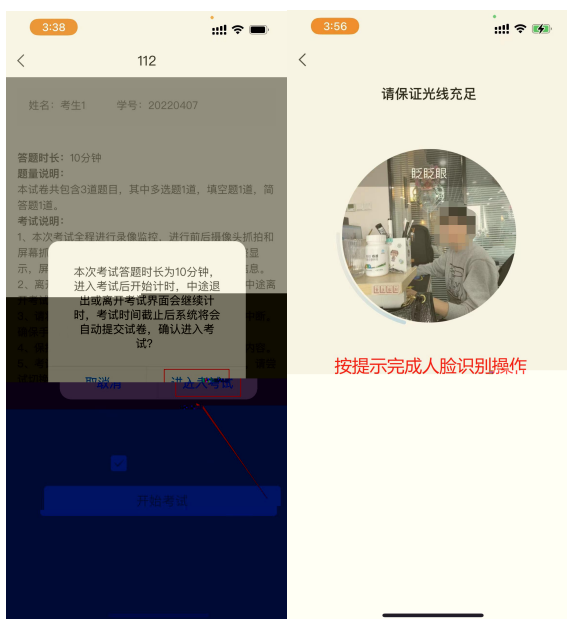 3:38
112
姓名：考生1 学号：20220407
答题时长：10分钟
题量说明：
本试卷共包含3道题目，其中多选题1道，填空题1道，简
答题1道。
考试说明：
1、本次考试全程进行录像监控，进行前后摄像头抓拍和
屏幕抓
示，屏
2、离开
中途离
本次考试答题时长为10分钟，
进入考试后开始计时，中途退
出或离开考试界面会继续计
时，考试时间截止后系统将会
自动提交试卷，确认进入考
试？
取消 进入考试
开始考试
3:56
请保证光线充足
眨眨眼
按提示完成人脸识别操作